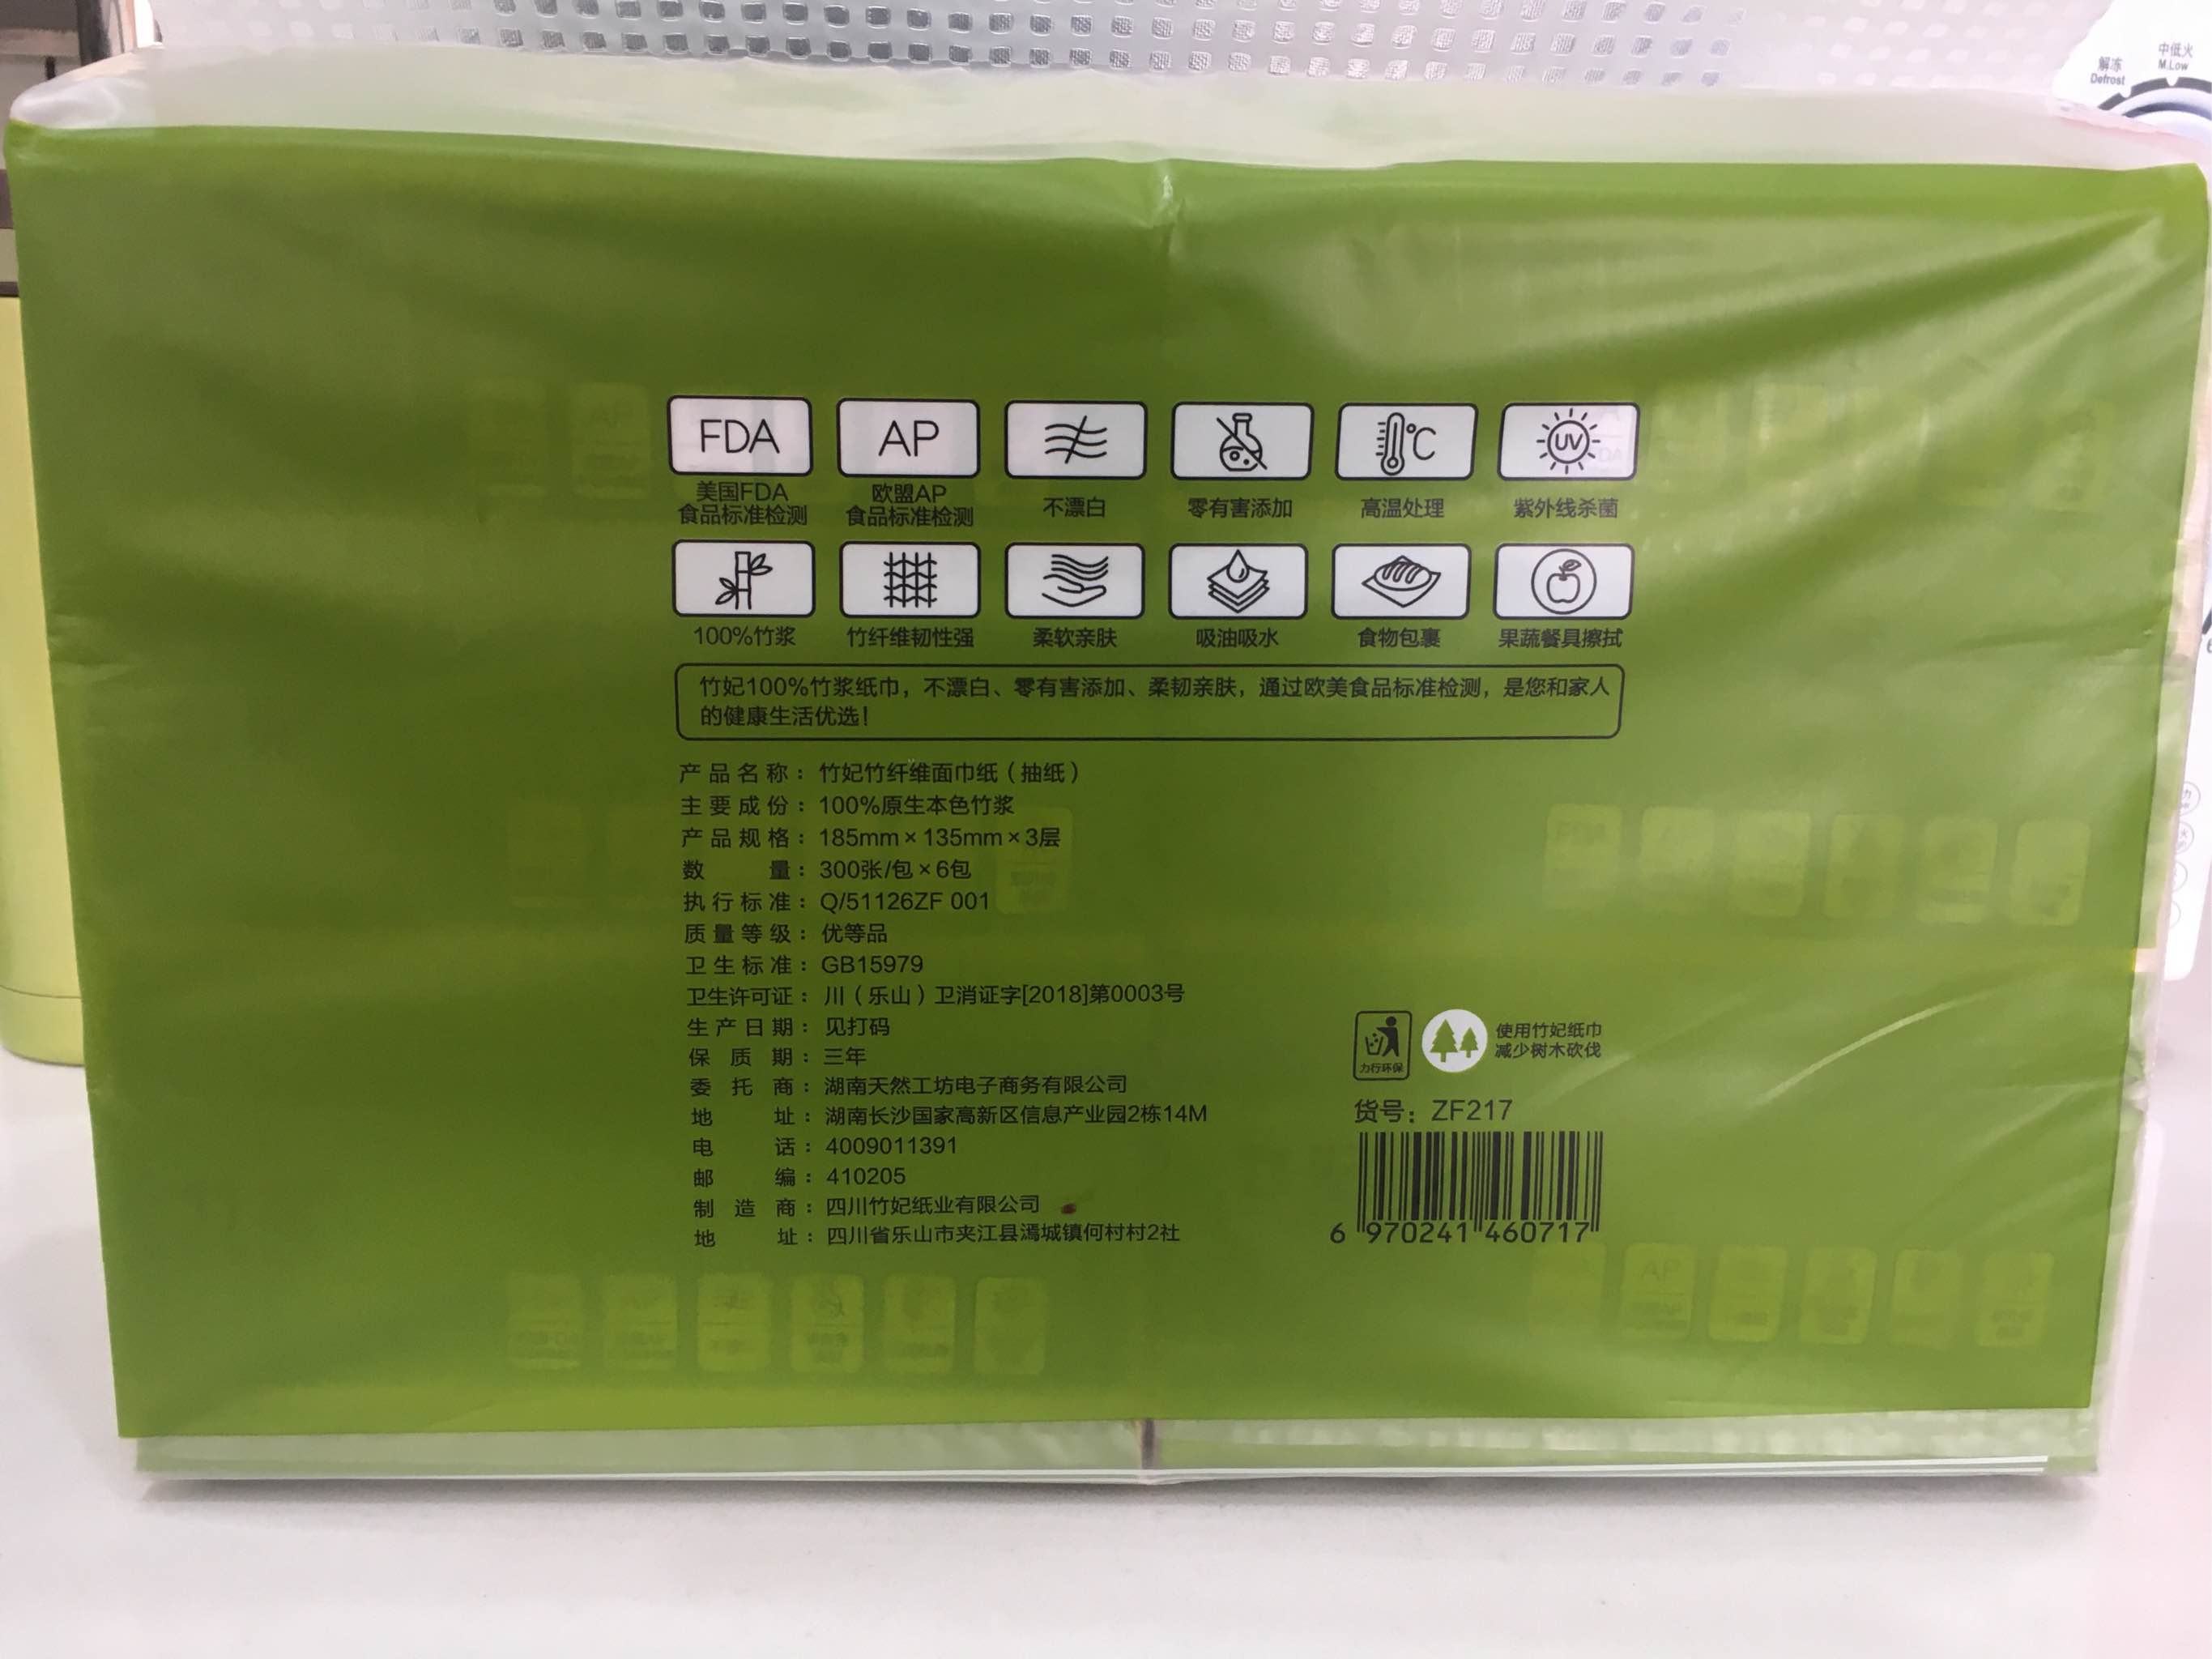 解冻
Defrost
中低火
M.Low
FDA
AP
°C
UV
美国FDA
食品标准检测
欧盟AP
食品标准检测
不漂白
零有害添加
高温处理
紫外线杀菌
100%竹浆
竹纤维韧性强
柔软亲肤
吸油吸水
食物包裹
果蔬餐具擦拭
竹妃100%竹浆纸巾，不漂白、零有害添加、柔韧亲肤，通过欧美食品标准检测，是您和家人
的健康生活优选！
产品名称：竹妃竹纤维面巾纸（抽纸）
主要成份：100%原生本色竹浆
产品规格：185mm×135mm×3层
数量：300张/包×6包
执行标准：Q/51126ZF 001
质量等级：优等品
卫生标准：GB15979
卫生许可证：川（乐山）卫消证字[2018]第0003号
生产日期：见打码
保质期：三年
委托商：湖南天然工坊电子商务有限公司
地址：湖南长沙国家高新区信息产业园2栋14M
电话：4009011391
邮编：410205
制造商：四川竹妃纸业有限公司
地址：四川省乐山市夹江县漹城镇何村村2社
力行环保
使用竹妃纸巾
减少树木砍伐
货号：ZF217
6 970241 460717